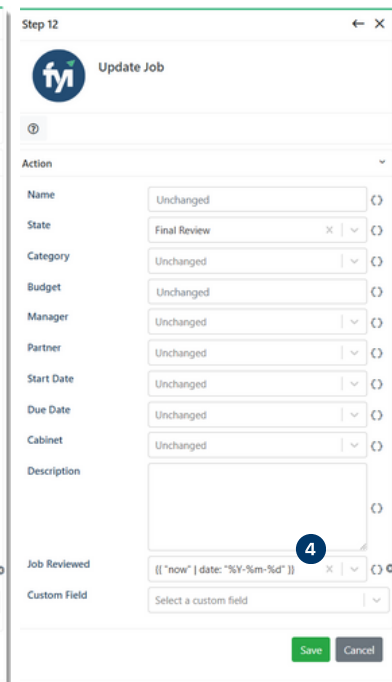 Step 12
fyi
Update Job
Action
Name
Unchanged
State
Final Review
Category
Unchanged
Budget
Unchanged
Manager
Unchanged
Partner
Unchanged
Start Date
Unchanged
Due Date
Unchanged
Cabinet
Unchanged
Description
4
Job Reviewed
{{ "now" | date: "%Y-%m-%d" }}
Custom Field
Select a custom field
Save
Cancel